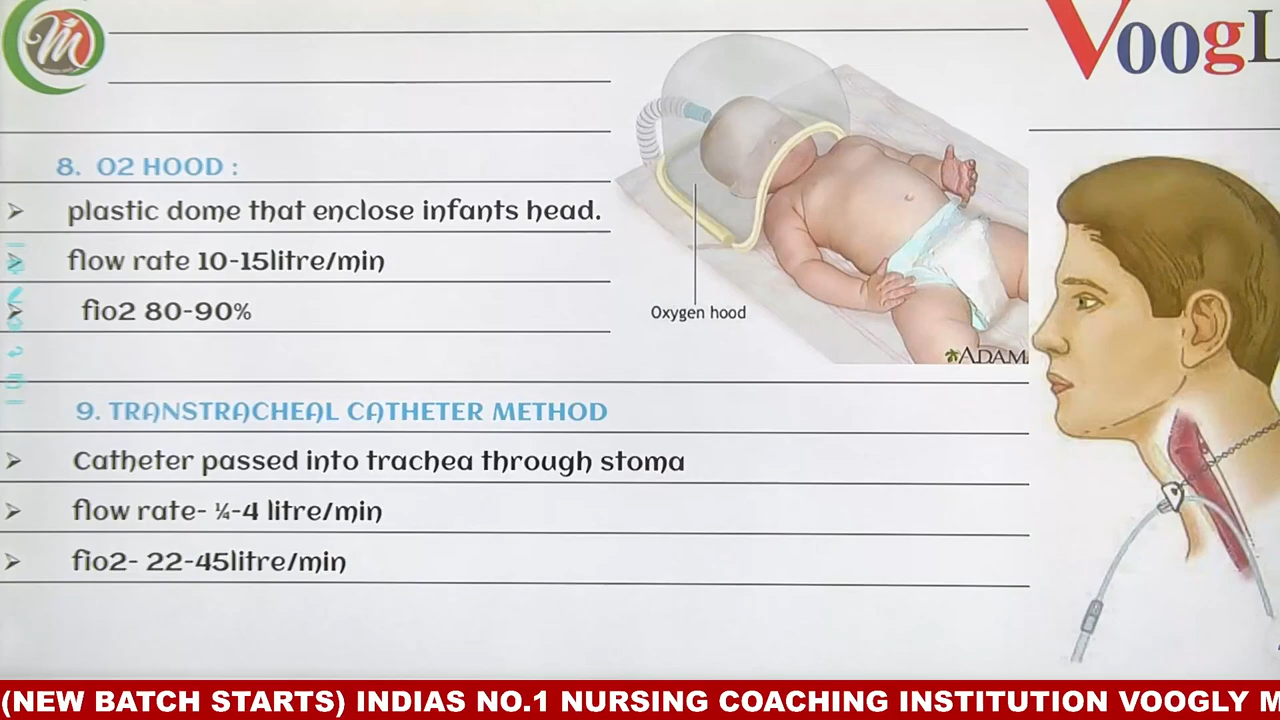 VoogL
8. O2 HOOD :
plastic dome that enclose infants head.
flow rate 10-15litre/min
fio2 80-90%
Oxygen hood
ADAM
9. TRANSTRACHEAL CATHETER METHOD
Catheter passed into trachea through stoma
flow rate- ¼-4 litre/min
fio2- 22-45litre/min
(NEW BATCH STARTS) INDIAS NO.1 NURSING COACHING INSTITUTION VOOGLY M